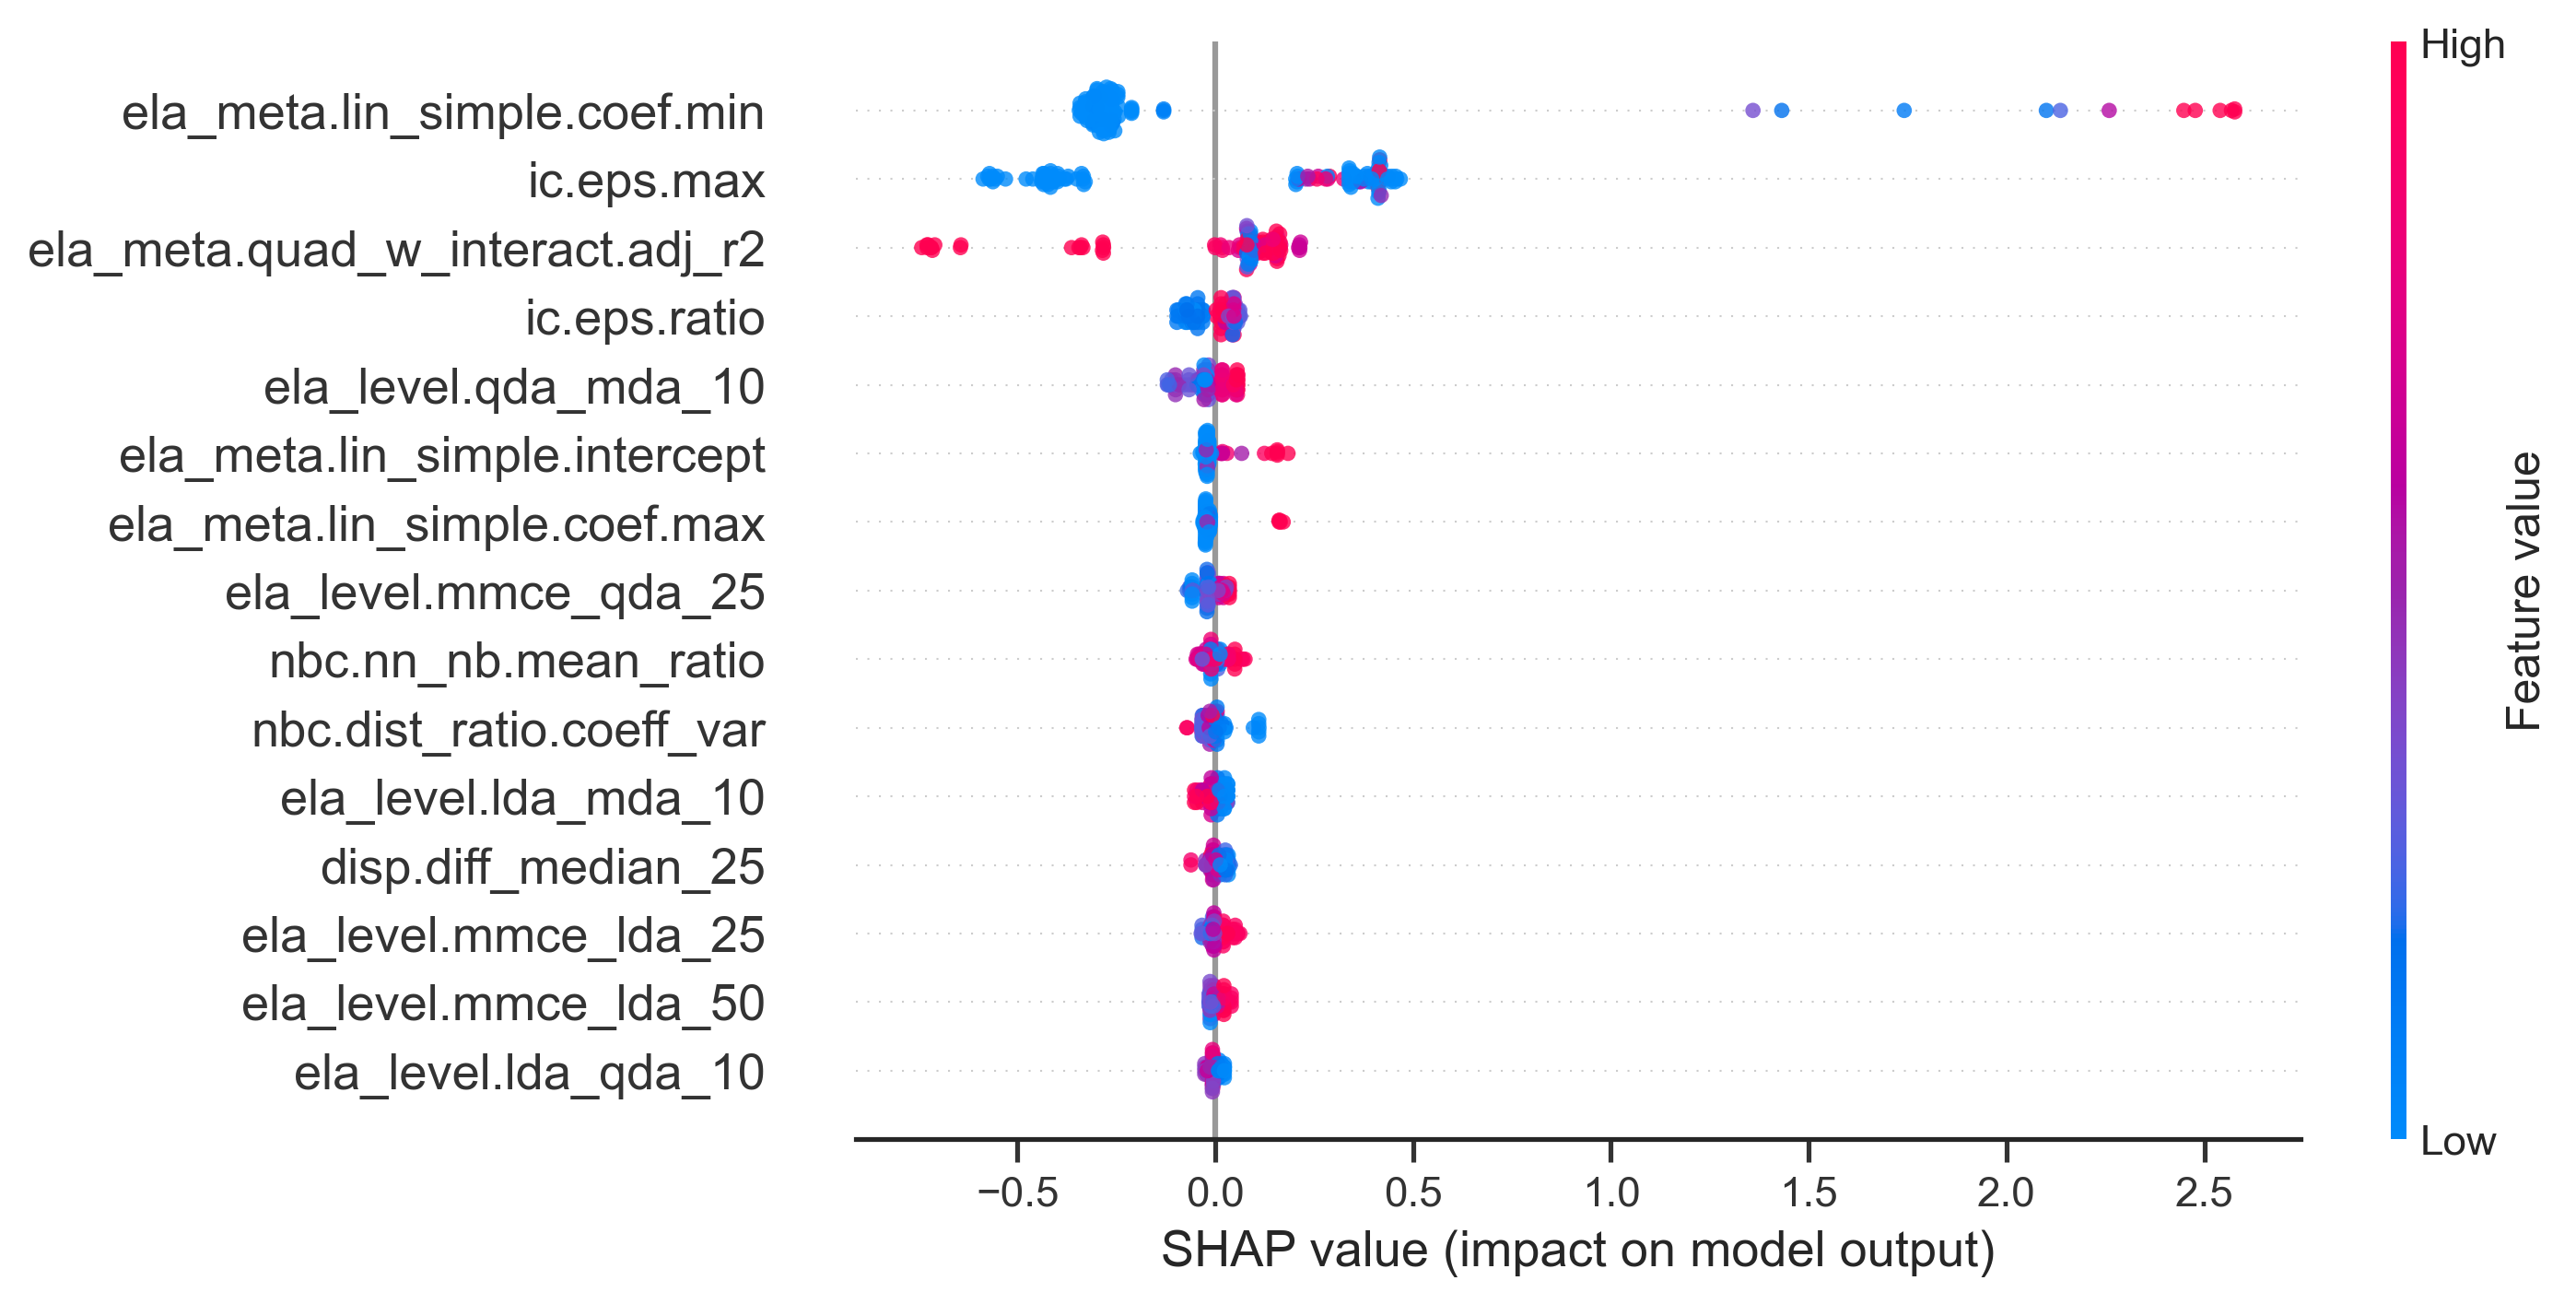 High
ela_meta.lin_simple.coef.min
ic.eps.max
ela_meta.quad_w_interact.adj_r2
ic.eps.ratio
ela_level.qda_mda_10
ela_meta.lin_simple.intercept
ela_meta.lin_simple.coef.max
ela_level.mmce_qda_25
nbc.nn_nb.mean_ratio
nbc.dist_ratio.coeff_var
ela_level.lda_mda_10
disp.diff_median_25
ela_level.mmce_lda_25
ela_level.mmce_lda_50
ela_level.lda_qda_10
Feature value
Low
−0.5 0.0 0.5 1.0 1.5 2.0 2.5
SHAP value (impact on model output)